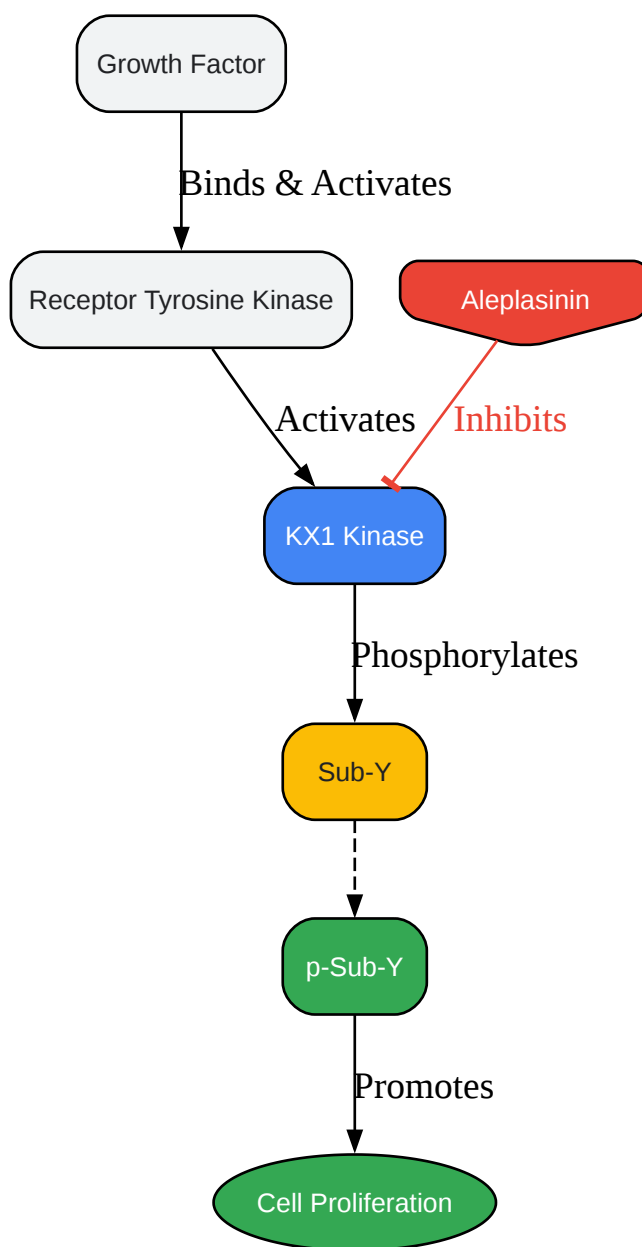 Growth Factor
Binds & Activates
Receptor Tyrosine Kinase
Aleplasinin
Activates
Inhibits
KX1 Kinase
Phosphorylates
Sub-Y
p-Sub-Y
Promotes
Cell Proliferation